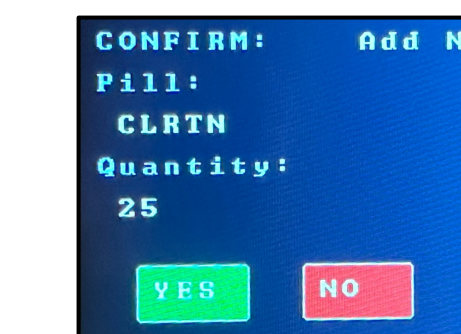 CONFIRM: Add N
Pill:
CLRTN
Quantity:
25
YES NO